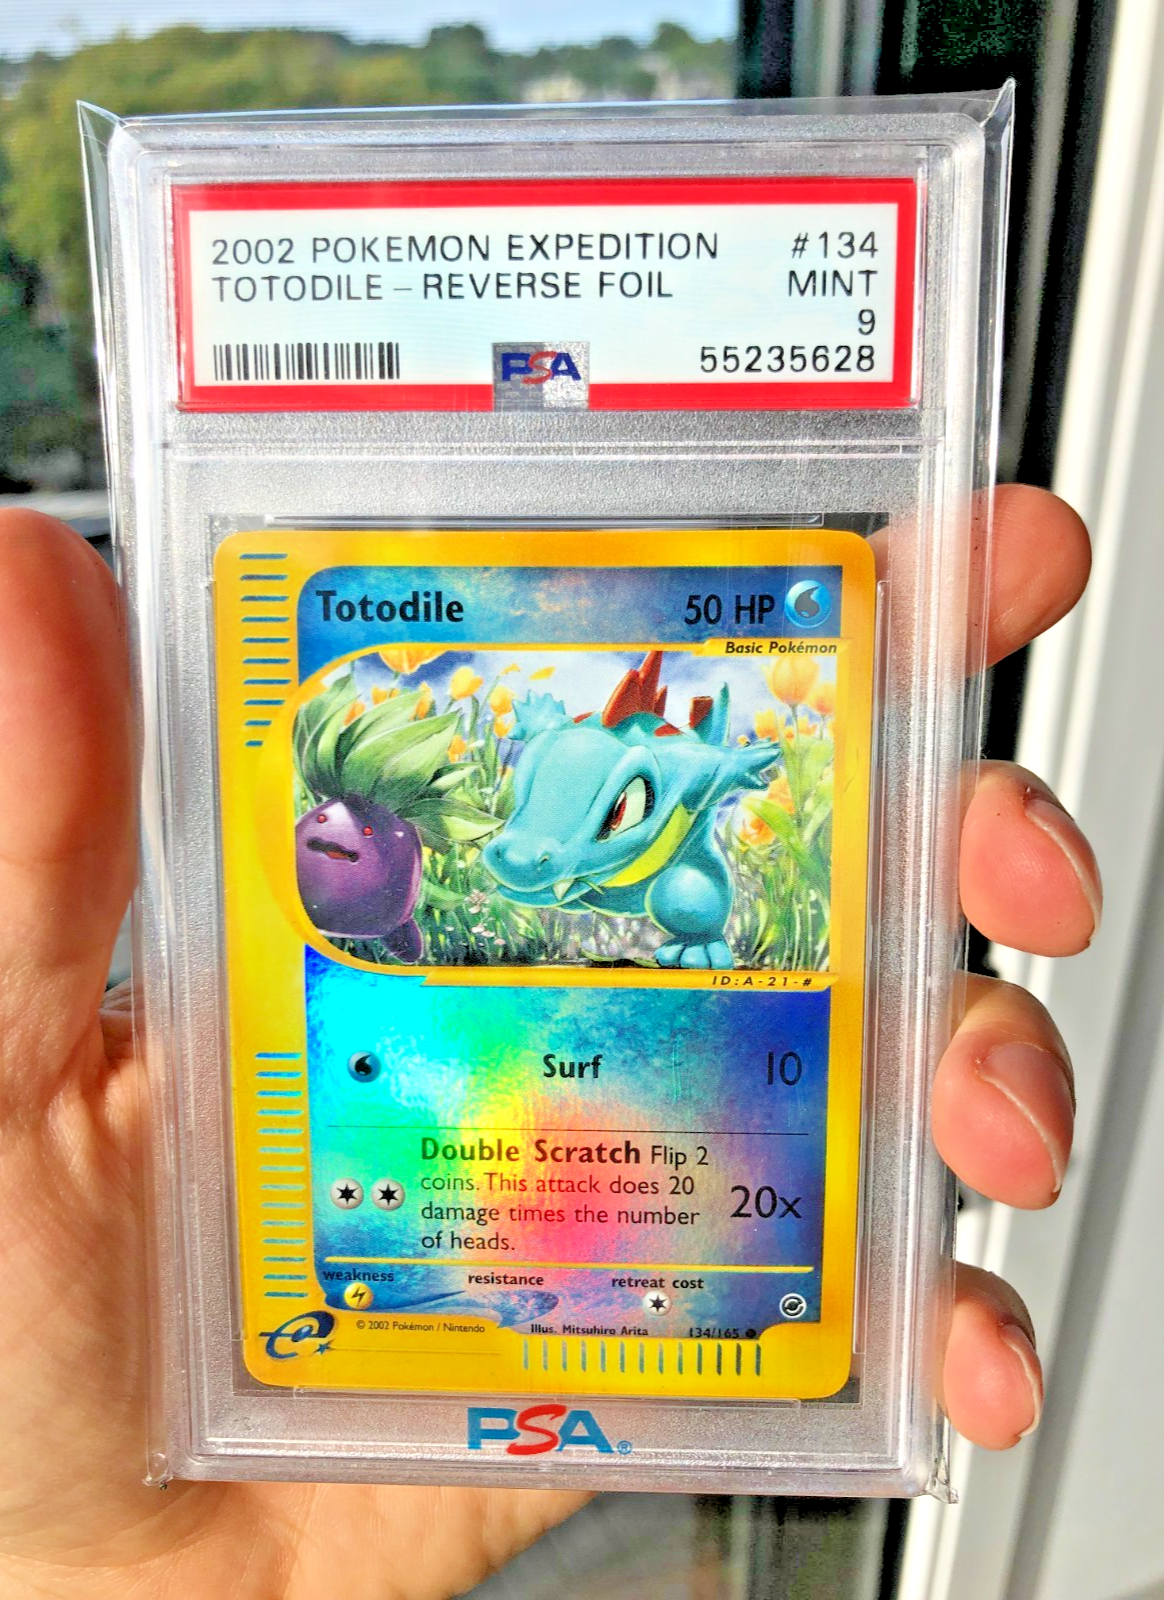 2002 POKEMON EXPEDITION #134
TOTODILE – REVERSE FOIL MINT
9
PSA 55235628
Totodile 50 HP
Basic Pokémon
ID:A-21-#
Surf 10
Double Scratch Flip 2
coins. This attack does 20
damage times the number
of heads.
20x
weakness resistance retreat cost
© 2002 Pokémon / Nintendo Illus. Mitsuhiro Arita 134/165 ●
e
PSA®